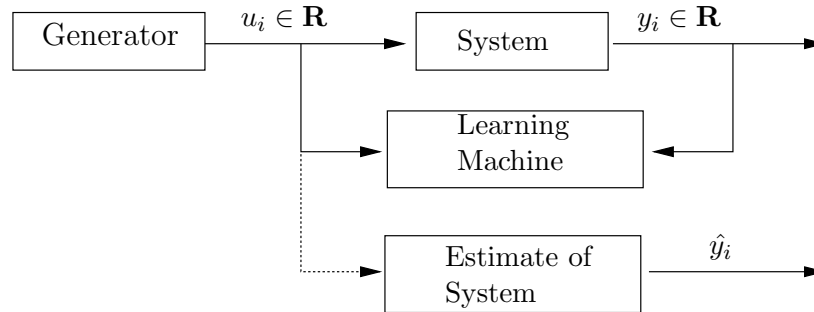 Generator
u_i ∈ R
System
y_i ∈ R
Learning
Machine
Estimate of
System
ŷ_i